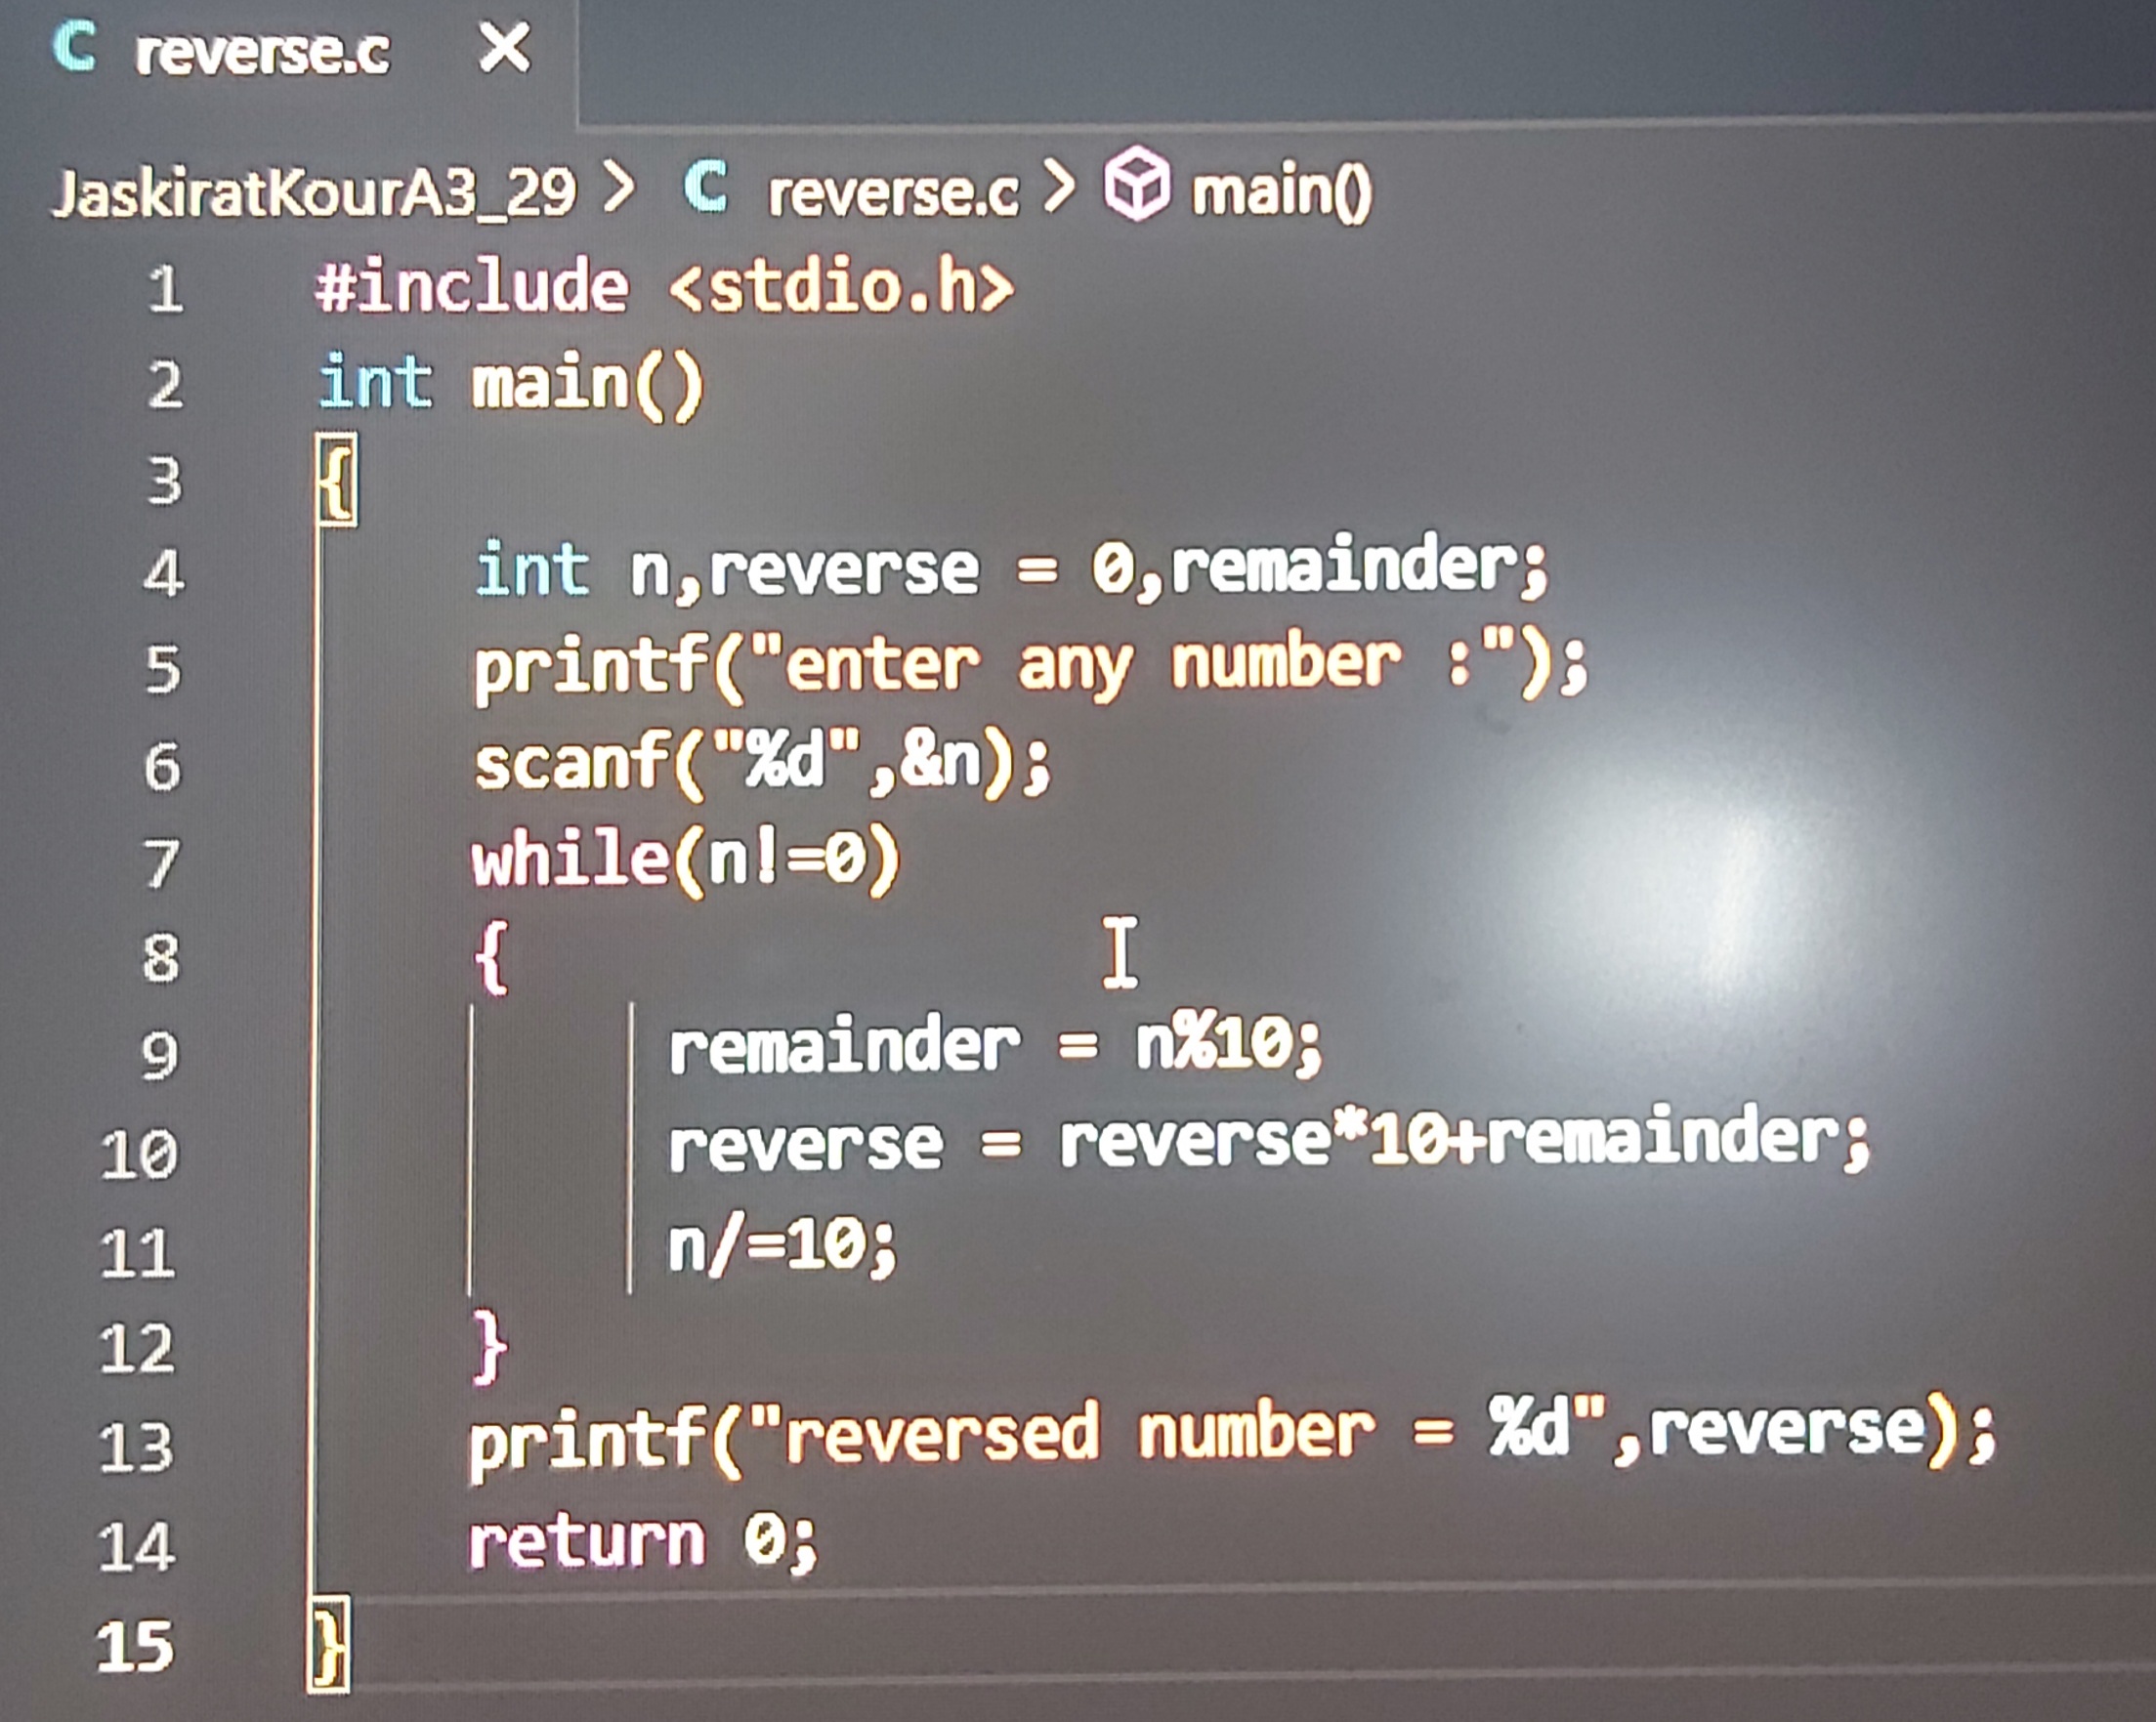 C reverse.c X
JaskiratKourA3_29 > C reverse.c > main()
1 #include <stdio.h>
2 int main()
3 {
4 int n,reverse = 0,remainder;
5 printf("enter any number :");
6 scanf("%d",&n);
7 while(n!=0)
8 {
9 remainder = n%10;
10 reverse = reverse*10+remainder;
11 n/=10;
12 }
13 printf("reversed number = %d",reverse);
14 return 0;
15 }